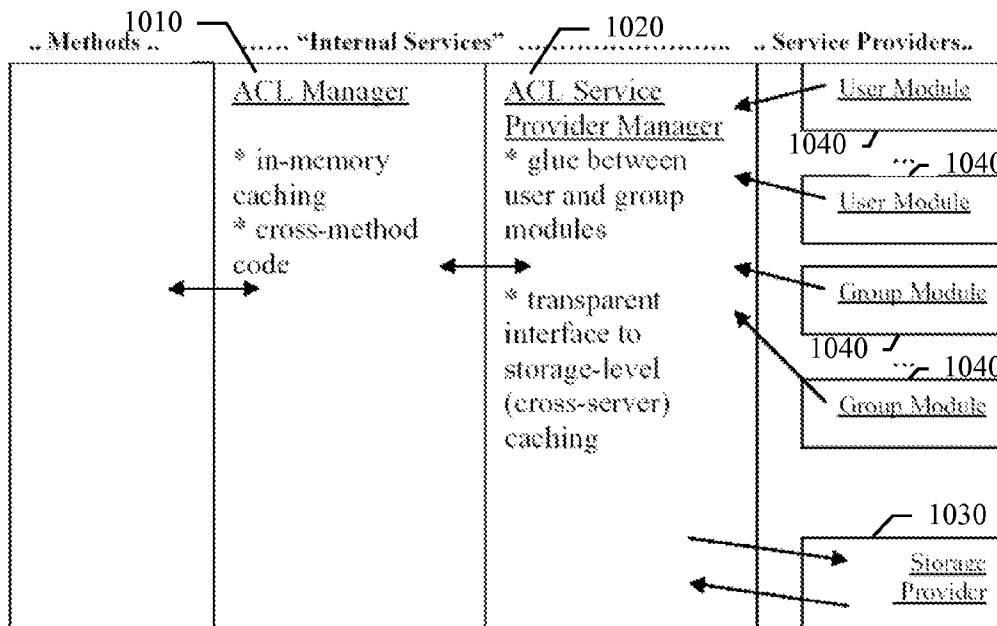 1010
1020
.. Methods ..
...... "Internal Services" ......................
.. Service Providers..
ACL Manager
* in-memory
caching
* cross-method
code
ACL Service
Provider Manager
* glue between
user and group
modules
* transparent
interface to
storage-level
(cross-server)
caching
User Module
1040
... 1040
User Module
Group Module
1040
... 1040
Group Module
1030
Storage
Provider